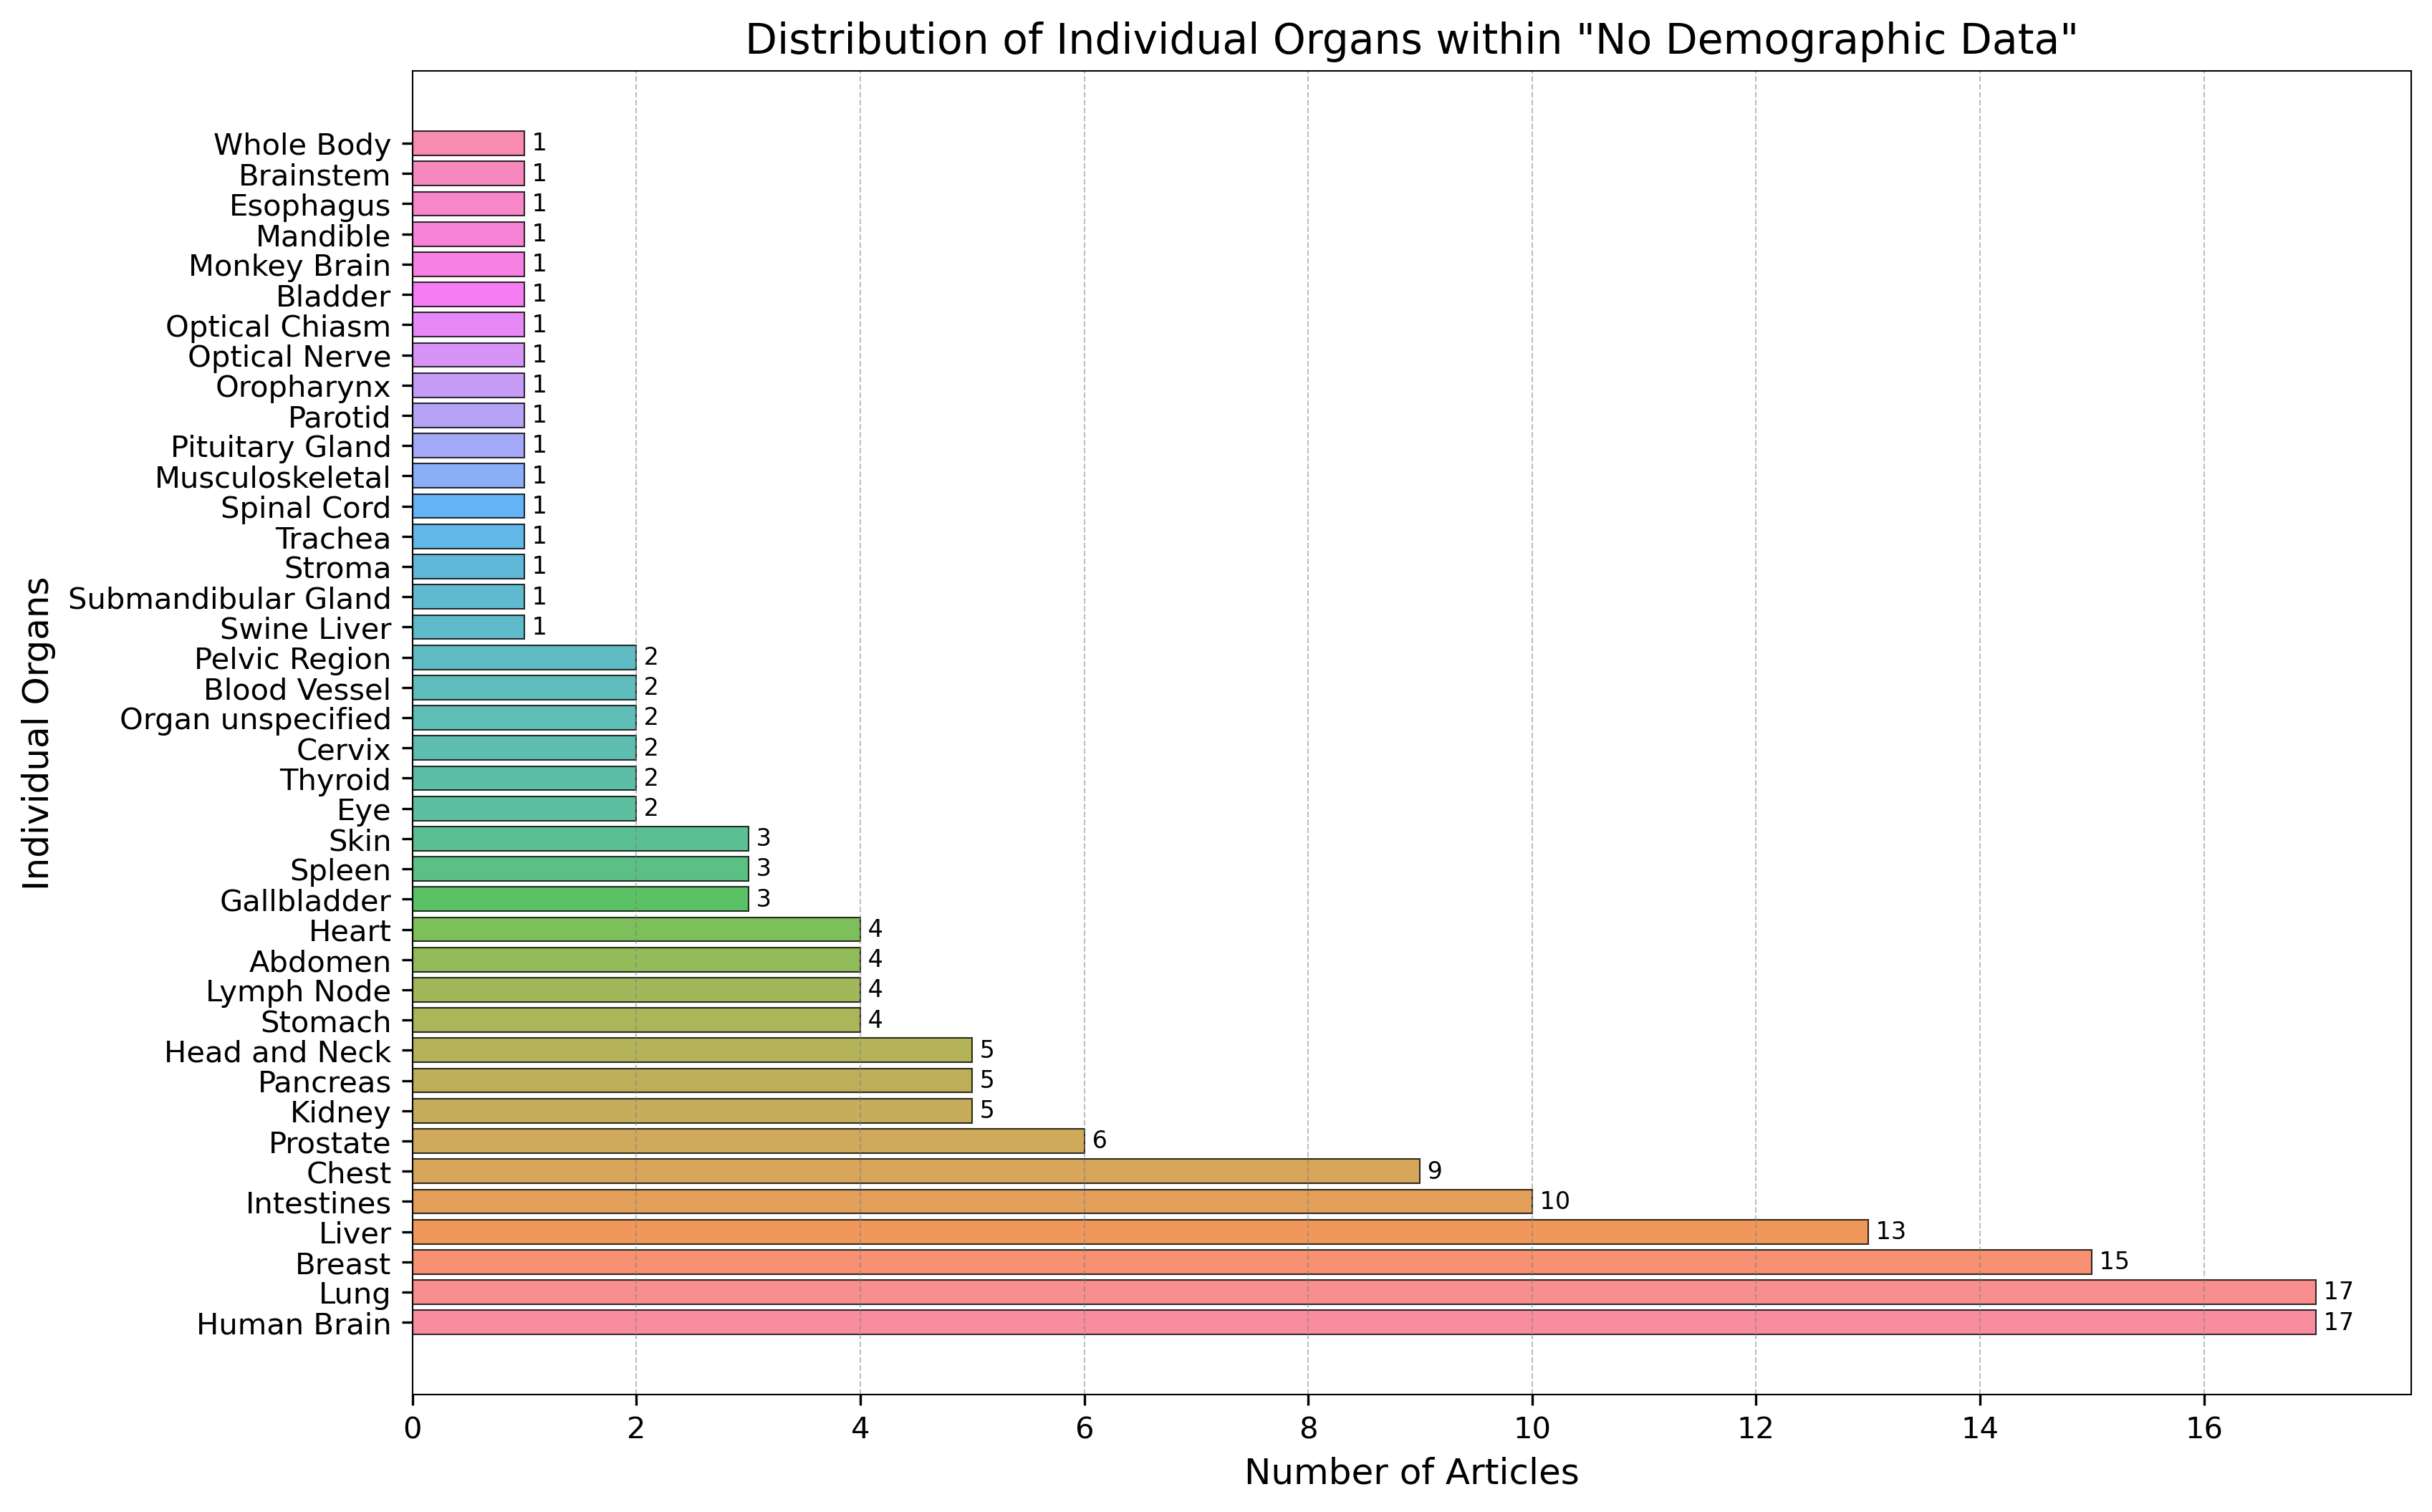 Distribution of Individual Organs within "No Demographic Data"
Individual Organs
Whole Body 1
Brainstem 1
Esophagus 1
Mandible 1
Monkey Brain 1
Bladder 1
Optical Chiasm 1
Optical Nerve 1
Oropharynx 1
Parotid 1
Pituitary Gland 1
Musculoskeletal 1
Spinal Cord 1
Trachea 1
Stroma 1
Submandibular Gland 1
Swine Liver 1
Pelvic Region 2
Blood Vessel 2
Organ unspecified 2
Cervix 2
Thyroid 2
Eye 2
Skin 3
Spleen 3
Gallbladder 3
Heart 4
Abdomen 4
Lymph Node 4
Stomach 4
Head and Neck 5
Pancreas 5
Kidney 5
Prostate 6
Chest 9
Intestines 10
Liver 13
Breast 15
Lung 17
Human Brain 17
0 2 4 6 8 10 12 14 16
Number of Articles